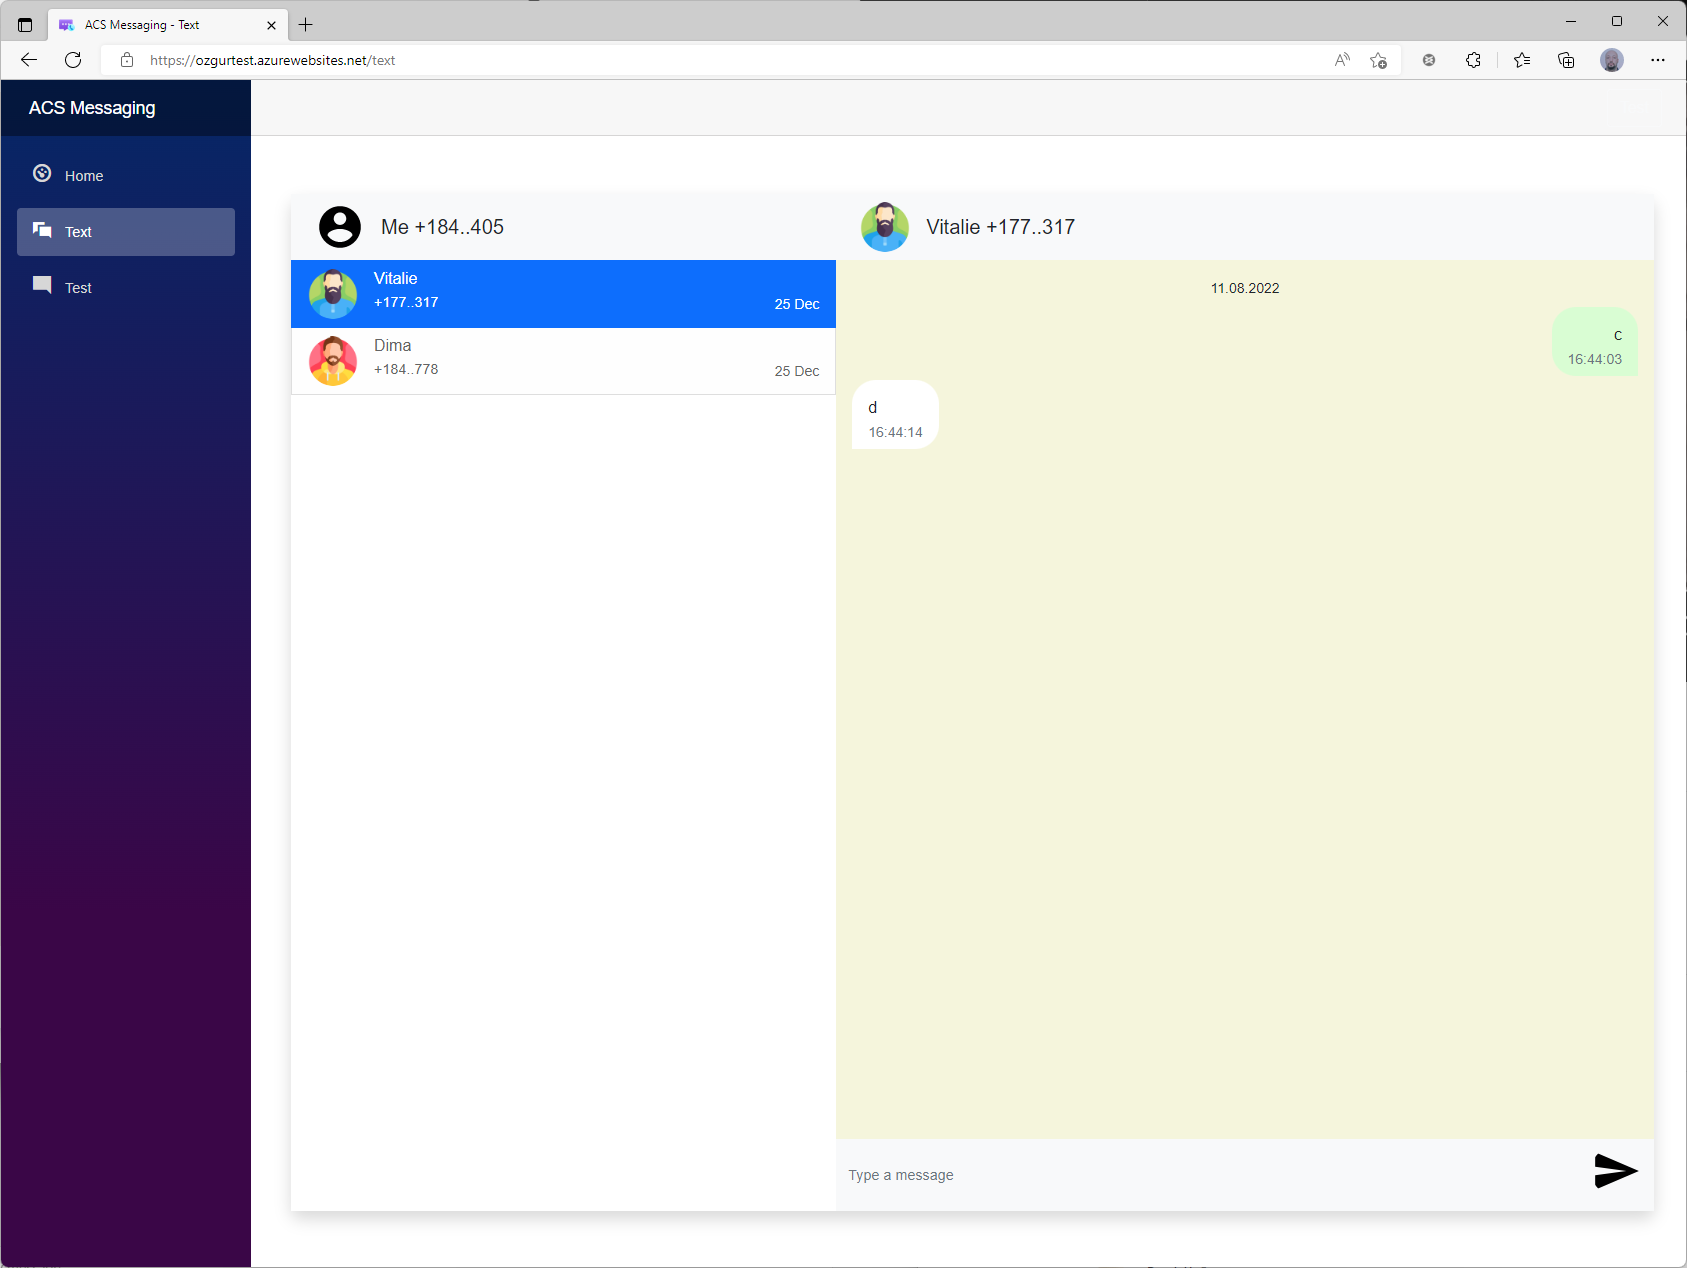 ACS Messaging - Text
https://ozgurtest.azurewebsites.net/text
ACS Messaging
Home
Text
Test
Me +184..405
Vitalie
+177..317
25 Dec
Dima
+184..778
25 Dec
Vitalie +177..317
11.08.2022
c
16:44:03
d
16:44:14
Type a message